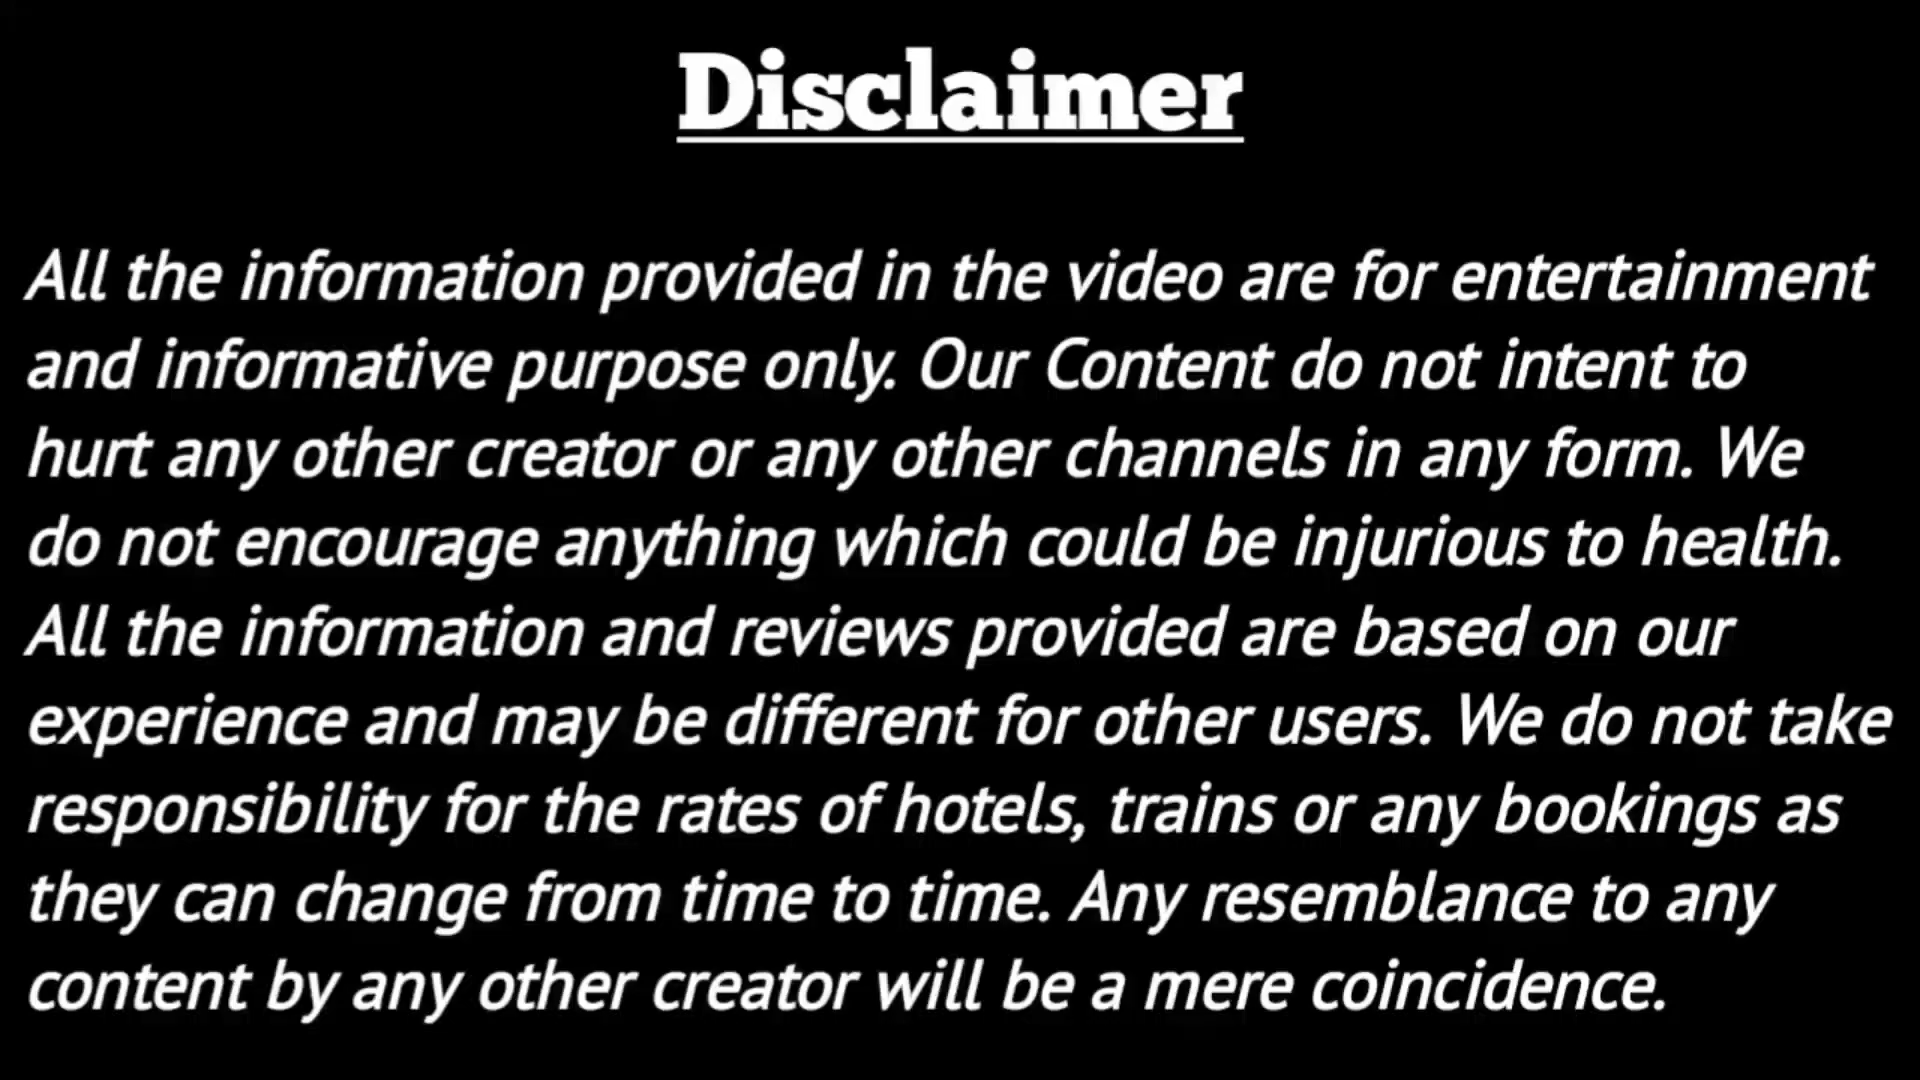 Disclaimer
All the information provided in the video are for entertainment
and informative purpose only. Our Content do not intent to
hurt any other creator or any other channels in any form. We
do not encourage anything which could be injurious to health.
All the information and reviews provided are based on our
experience and may be different for other users. We do not take
responsibility for the rates of hotels, trains or any bookings as
they can change from time to time. Any resemblance to any
content by any other creator will be a mere coincidence.